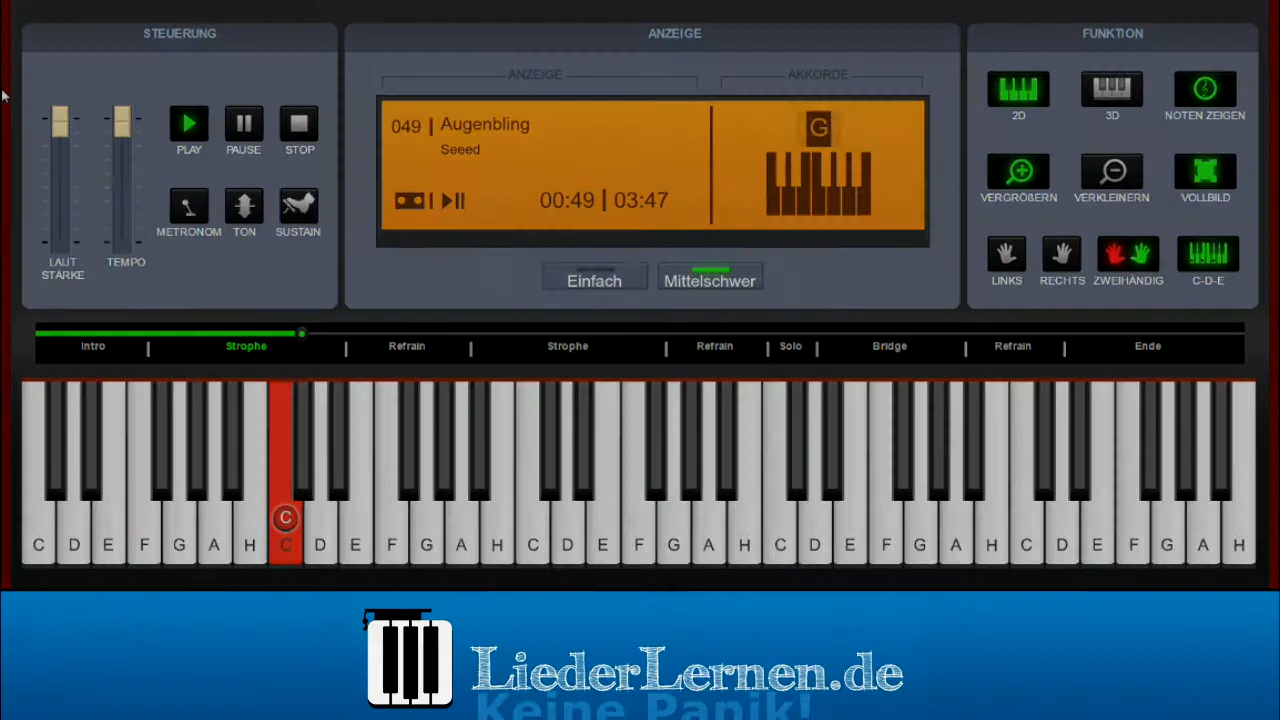 STEUERUNG
ANZEIGE
FUNKTION
ANZEIGE
AKKORDE
049 | Augenbling
Seeed
00:49 | 03:47
G
PLAY
PAUSE
STOP
METRONOM
TON
SUSTAIN
LAUT
STÄRKE
TEMPO
Einfach
Mittelschwer
2D
3D
NOTEN ZEIGEN
VERGRÖßERN
VERKLEINERN
VOLLBILD
LINKS
RECHTS
ZWEIHÄNDIG
C-D-E
Intro
Strophe
Refrain
Strophe
Refrain
Solo
Bridge
Refrain
Ende
C
C D E F G A H C D E F G A H C D E F G A H C D E F G A H C D E F G A H
LiederLernen.de
Keine Panik!